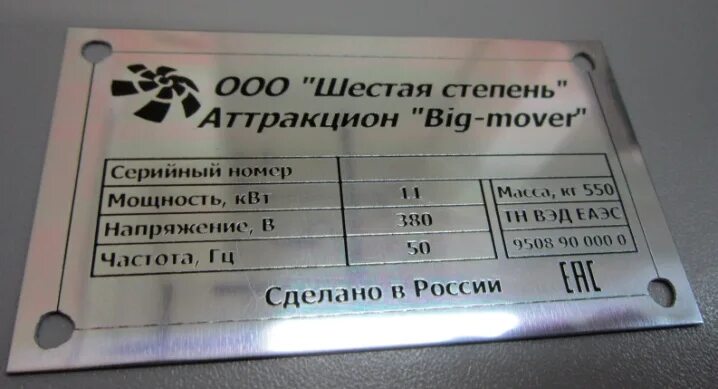 ООО "Шестая степень"
Аттракцион "Big-mover"
Серийный номер
Мощность, кВт 11
Напряжение, В 380
Частота, Гц 50
Масса, кг 550
ТН ВЭД ЕАЭС
9508 90 000 0
Сделано в России
ЕАС